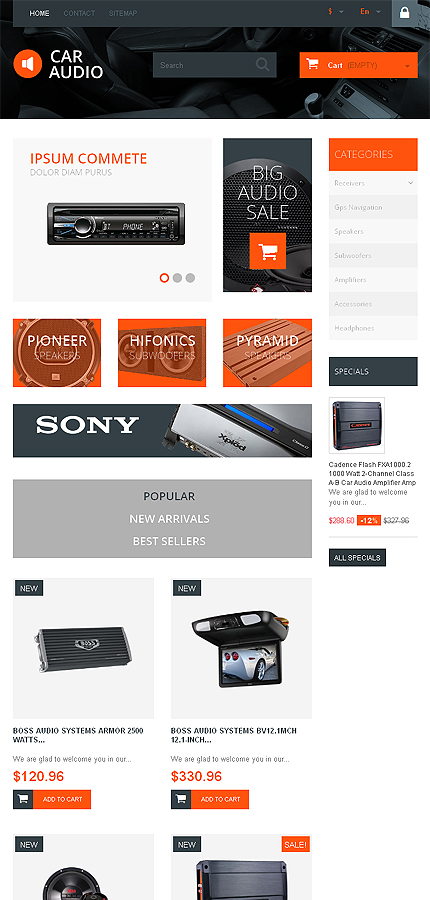 HOME CONTACT SITEMAP $ En
CAR
AUDIO
Search
Cart (EMPTY)
IPSUM COMMETE
DOLOR DIAM PURUS
PHONE
BIG
AUDIO
SALE
CATEGORIES
Receivers
Gps Navigation
Speakers
Subwoofers
Amplifiers
Accessories
Headphones
PIONEER
SPEAKERS
HIFONICS
SUBWOOFERS
PYRAMID
SPEAKERS
SONY
Xplod
SPECIALS
Cadence
Cadence Flash FXA1000.2
1000 Watt 2-Channel Class
A-B Car Audio Amplifier Amp
We are glad to welcome
you in our...
$288.60 -12% $327.96
ALL SPECIALS
POPULAR
NEW ARRIVALS
BEST SELLERS
NEW
BOSS
BOSS AUDIO SYSTEMS ARMOR 2500
WATTS...
We are glad to welcome you in our...
$120.96
ADD TO CART
NEW
BOSS AUDIO SYSTEMS BV12.1MCH
12.1-INCH...
We are glad to welcome you in our...
$330.96
ADD TO CART
NEW
NEW
SALE!